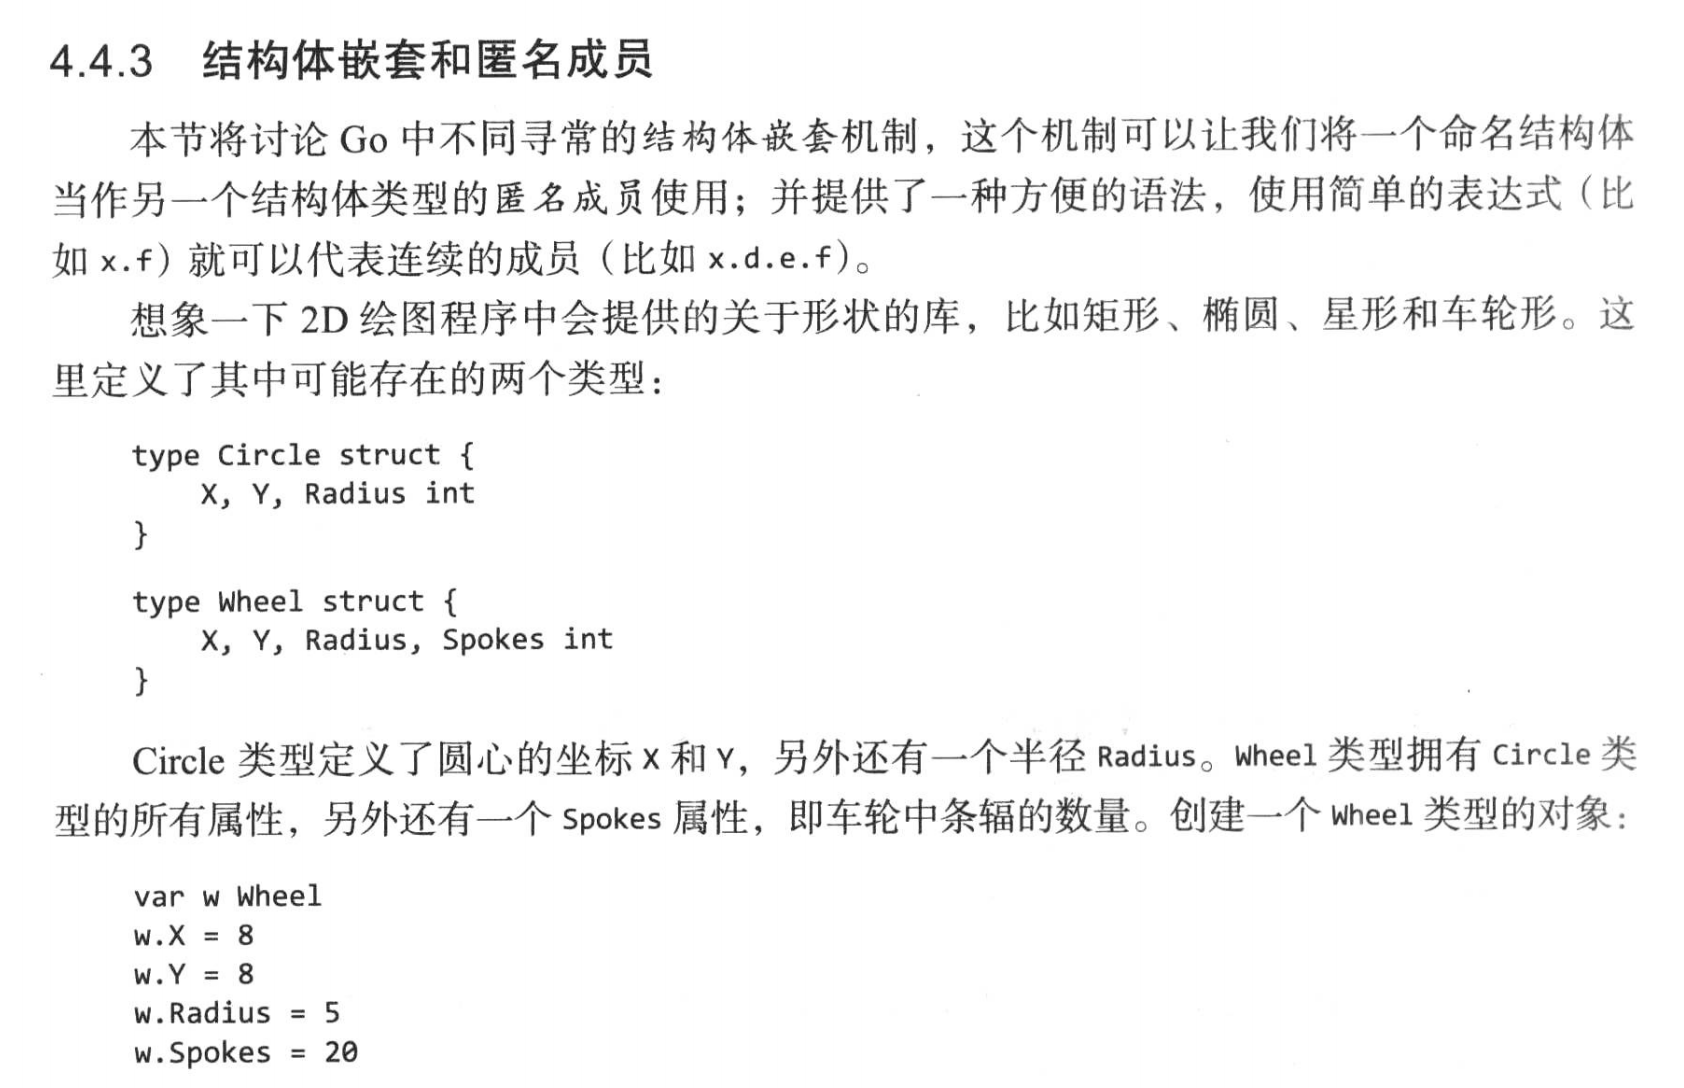 4.4.3 结构体嵌套和匿名成员
本节将讨论 Go 中不同寻常的结构体嵌套机制，这个机制可以让我们将一个命名结构体
当作另一个结构体类型的匿名成员使用；并提供了一种方便的语法，使用简单的表达式（比
如 x.f）就可以代表连续的成员（比如 x.d.e.f）。
想象一下 2D 绘图程序中会提供的关于形状的库，比如矩形、椭圆、星形和车轮形。这
里定义了其中可能存在的两个类型：
type Circle struct {
    X, Y, Radius int
}
type Wheel struct {
    X, Y, Radius, Spokes int
}
Circle 类型定义了圆心的坐标 X 和 Y，另外还有一个半径 Radius。Wheel 类型拥有 Circle 类
型的所有属性，另外还有一个 Spokes 属性，即车轮中条辐的数量。创建一个 Wheel 类型的对象：
var w Wheel
w.X = 8
w.Y = 8
w.Radius = 5
w.Spokes = 20